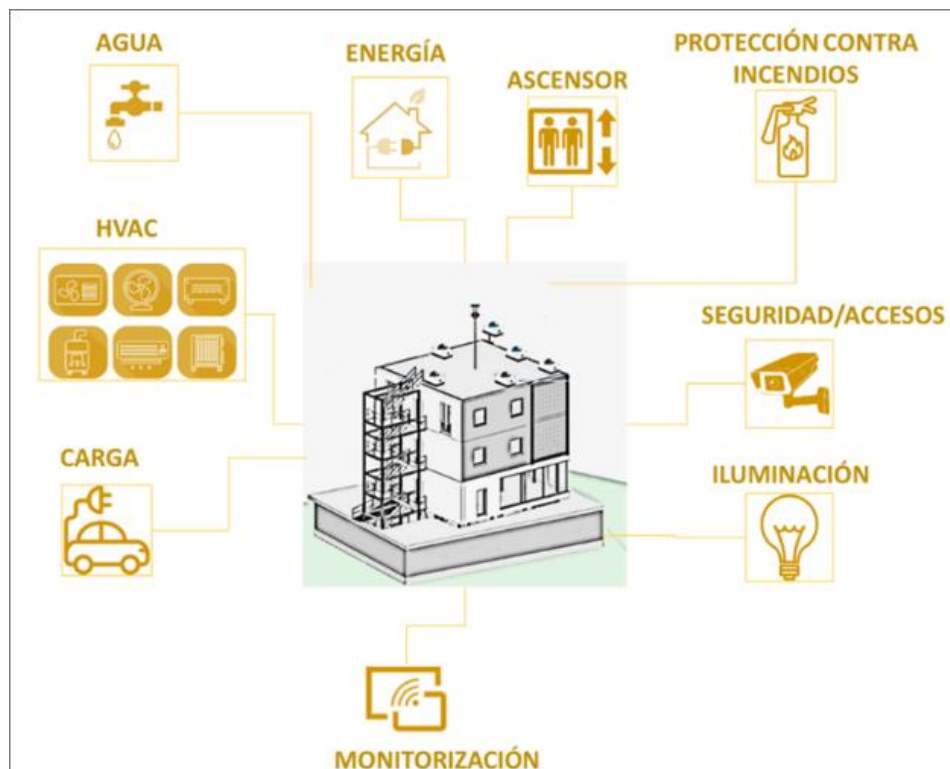 AGUA
ENERGÍA
ASCENSOR
PROTECCIÓN CONTRA
INCENDIOS
HVAC
SEGURIDAD/ACCESOS
CARGA
ILUMINACIÓN
MONITORIZACIÓN